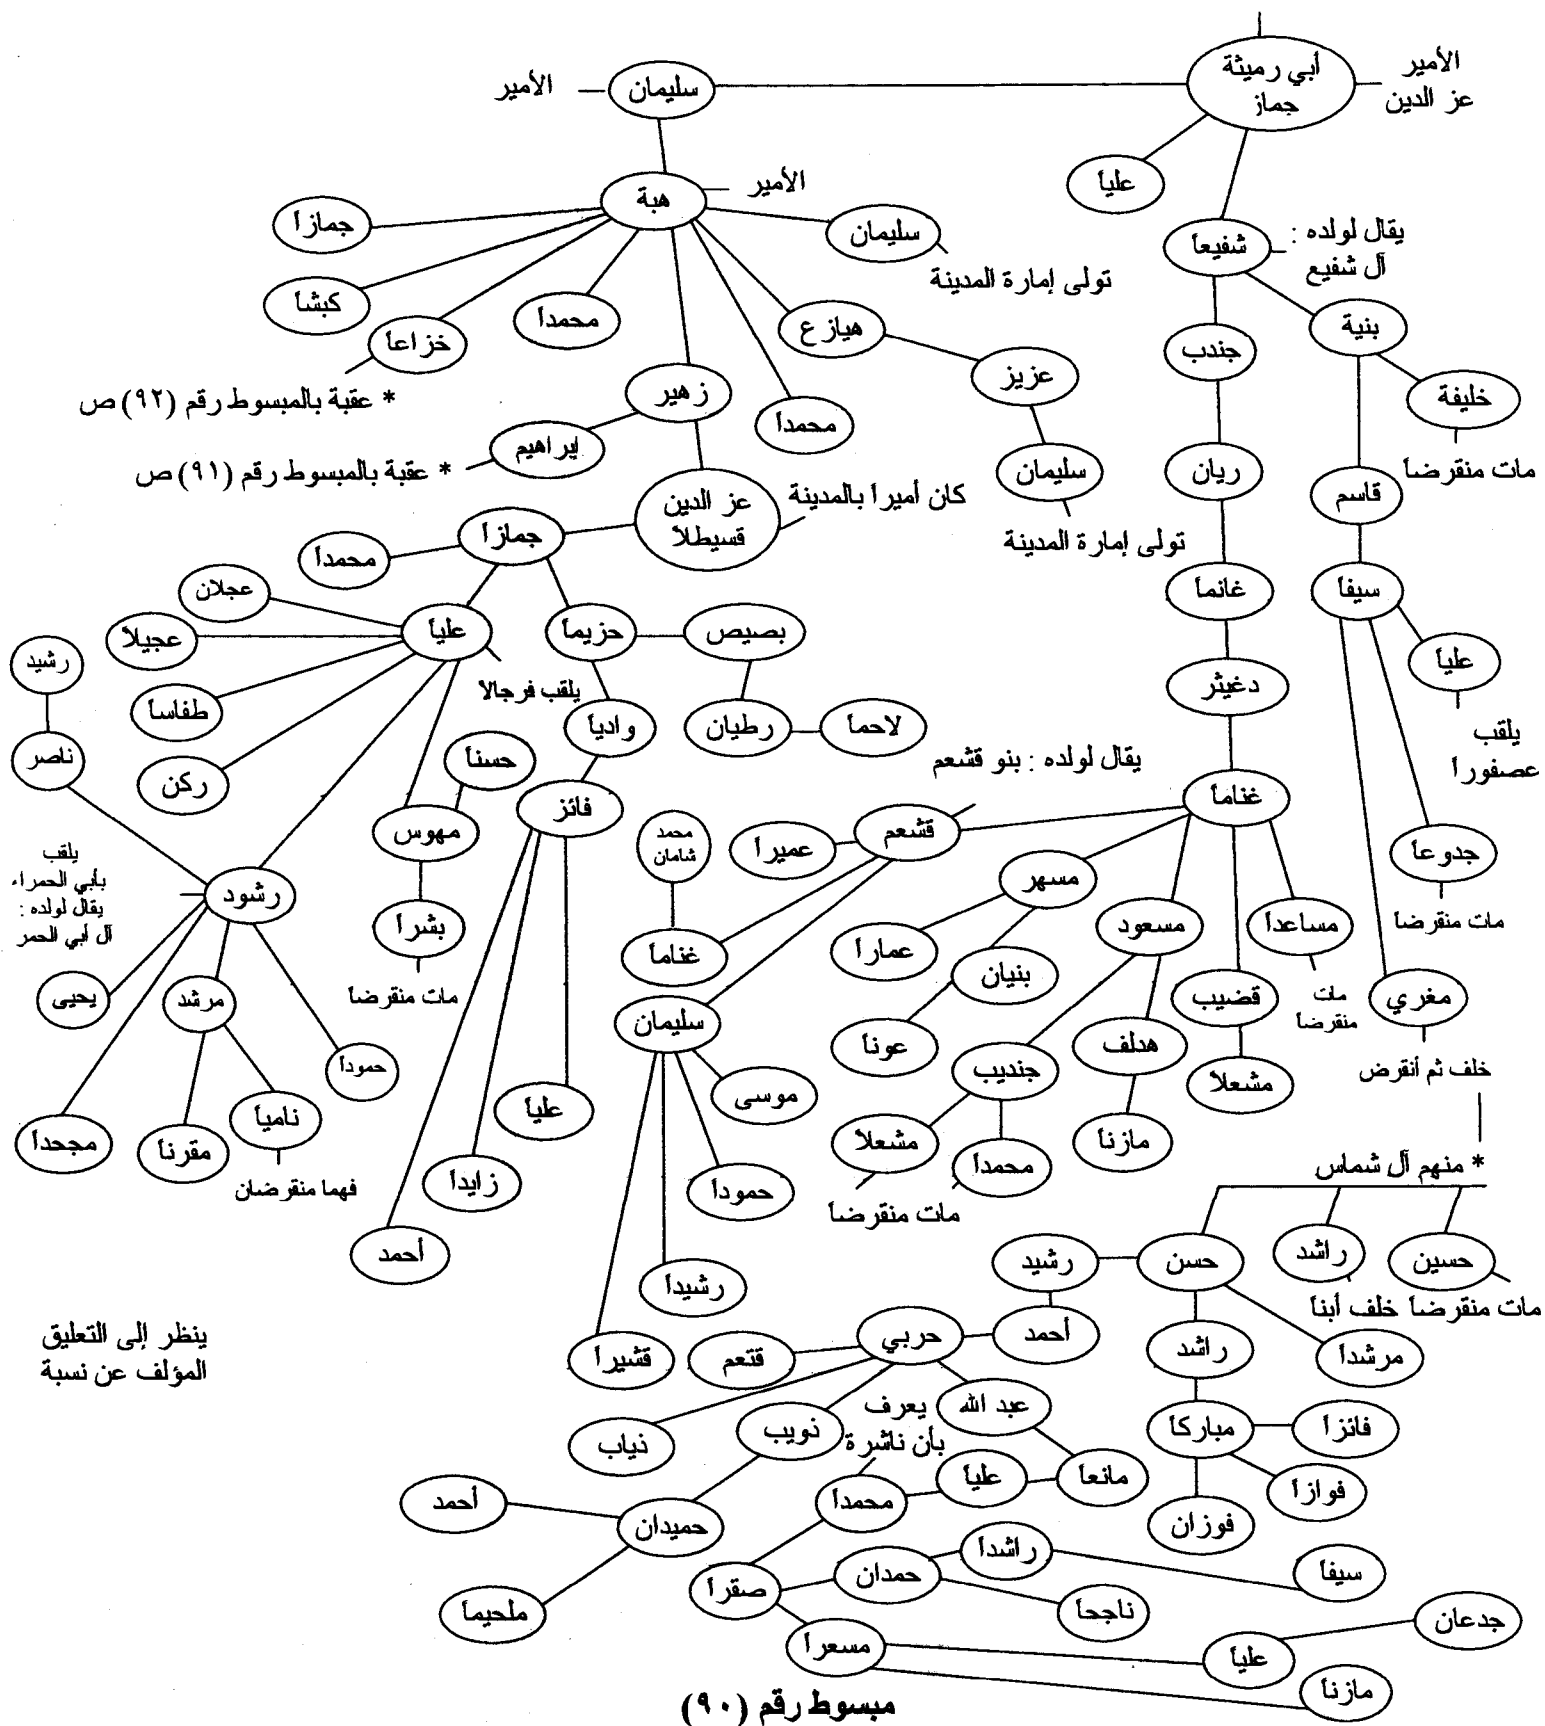 أبي رميثة
جماز
الأمير
عز الدين
سليمان
الأمير
علياً
هبة
الأمير
جمازاً
سليمان
تولى إمارة المدينة
شفيعاً
يقال لولده :
آل شفيع
كبشاً
خزاعاً
محمداً
هيازع
جندب
بنية
* عقبة بالمبسوط رقم (٩٢) ص
زهير
محمداً
عزيز
خليفة
مات منقرضاً
إبراهيم
* عقبة بالمبسوط رقم (٩١) ص
سليمان
تولى إمارة المدينة
ريان
قاسم
عز الدين
قسيطلاً
كان أميراً بالمدينة
جمازاً
محمداً
غانماً
سيفاً
عجلان
عجيلاً
علياً
يلقب فرجالا
حزيماً
بصيص
علياً
يلقب
عصفوراً
رشيد
طفاساً
دغيثر
وادياً
رطيان
لاحماً
ناصر
ركن
حسناً
فائز
يقال لولده : بنو قشعم
غناماً
مهوس
محمد
شامان
عميراً
قشعم
جدوعاً
مات منقرضاً
يلقب
بأبي الحمراء
يقال لولده :
آل أبي الحمر
رشود
بشراً
مات منقرضاً
غناماً
مسهر
عماراً
بنيان
عوناً
مسعود
مساعداً
مات
منقرضاً
قضيب
مشعلاً
مغري
خلف ثم أنقرض
يحيى
مرشد
حموداً
مجحداً
مقرناً
نامياً
فهما منقرضان
سليمان
موسى
حموداً
رشيداً
قشيراً
علياً
زايداً
أحمد
جنديب
هدلف
مازناً
مشعلاً
محمداً
مات منقرضاً
* منهم آل شماس
حسن
راشد
حسين
مات منقرضاً
خلف أبناً
رشيد
أحمد
حربي
قتعم
راشد
مرشداً
ينظر إلى التعليق
المؤلف عن نسبة
ذياب
ذويب
عبد الله
يعرف
بأن ناشرة
مباركاً
فائزاً
فوازاً
فوزان
مانعاً
علياً
محمداً
أحمد
حميدان
ملحيماً
صقراً
حمدان
راشداً
سيفاً
ناجحاً
مسعراً
علياً
جدعان
مازناً
مبسوط رقم (٩٠)